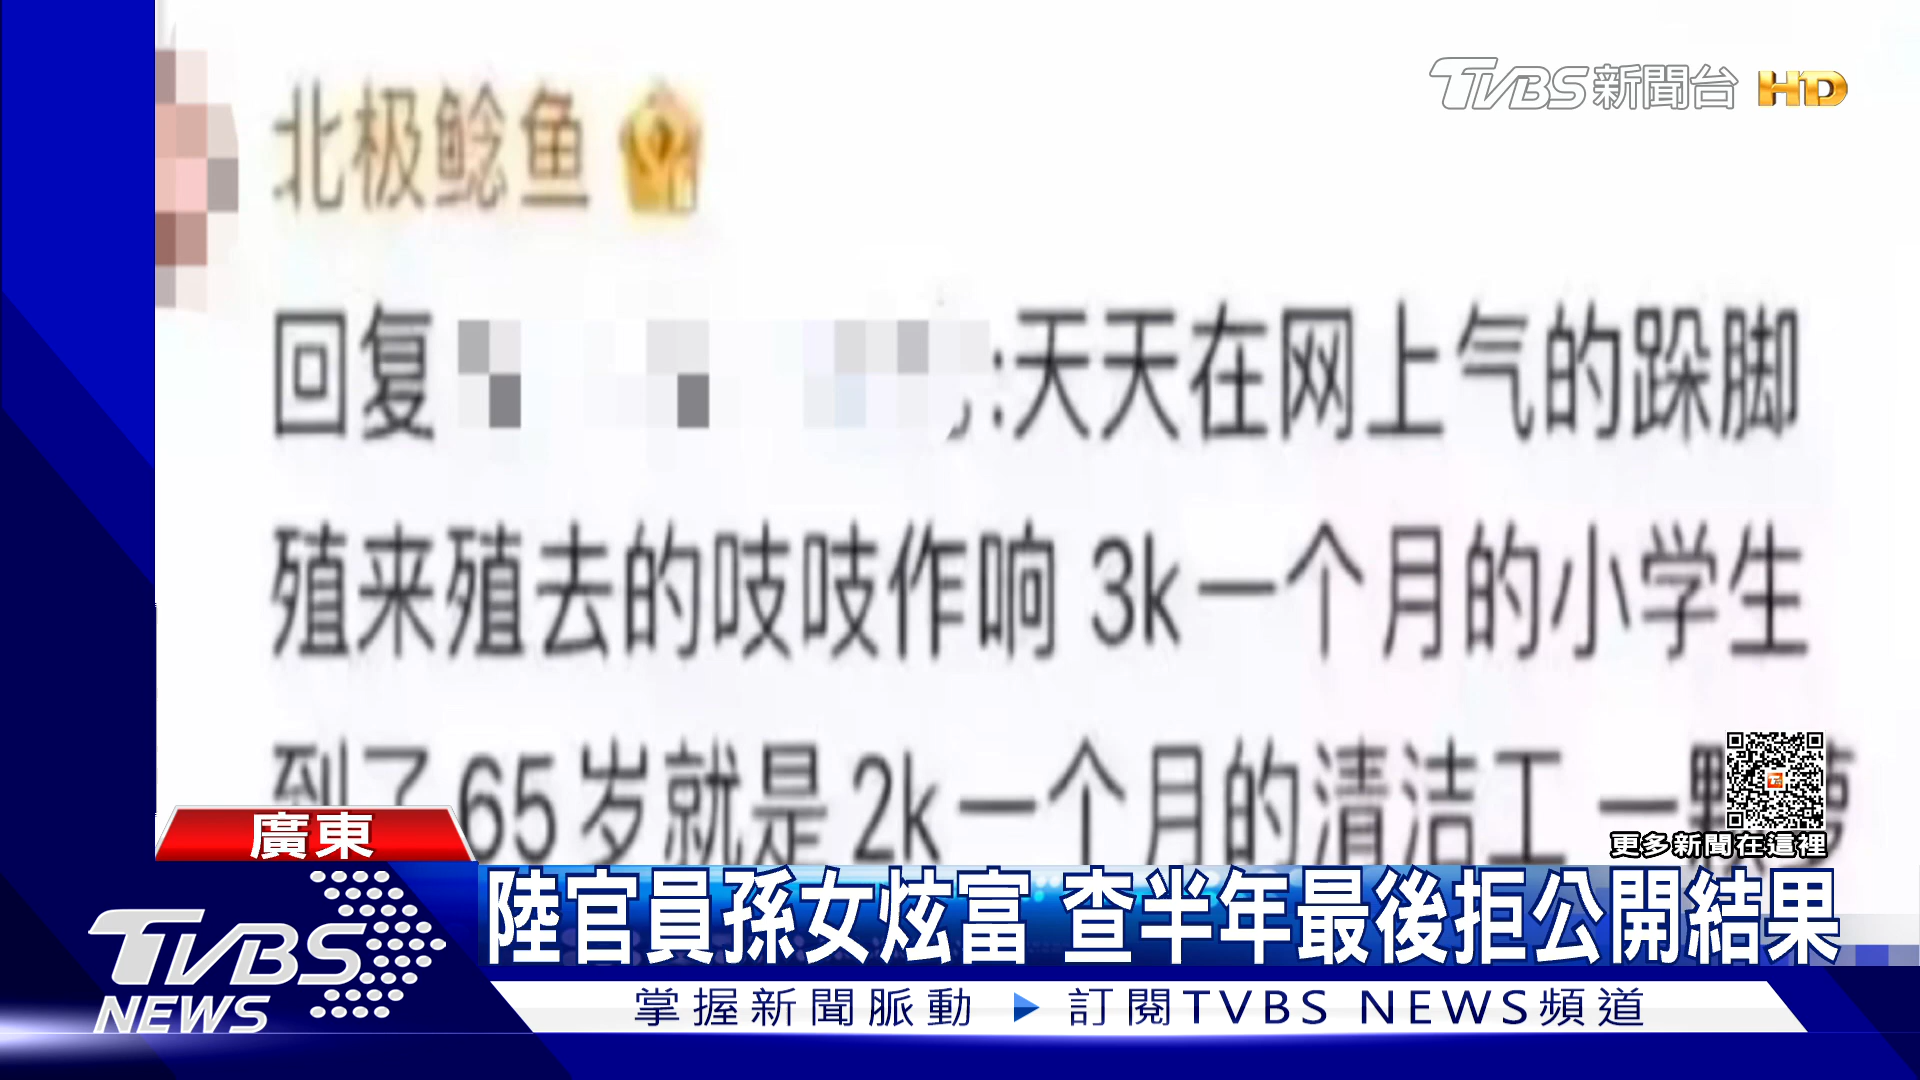 TVBS新聞台 HD
北极鲶鱼
回复
,:天天在网上气的跺脚
殖来殖去的吱吱作响 3k一个月的小学生
到了65岁就是2k一个月的清洁工 一
更多新聞在這裡
廣東
陸官員孫女炫富 查半年最後拒公開結果
TVBS NEWS
掌握新聞脈動 ▶ 訂閱TVBS NEWS頻道